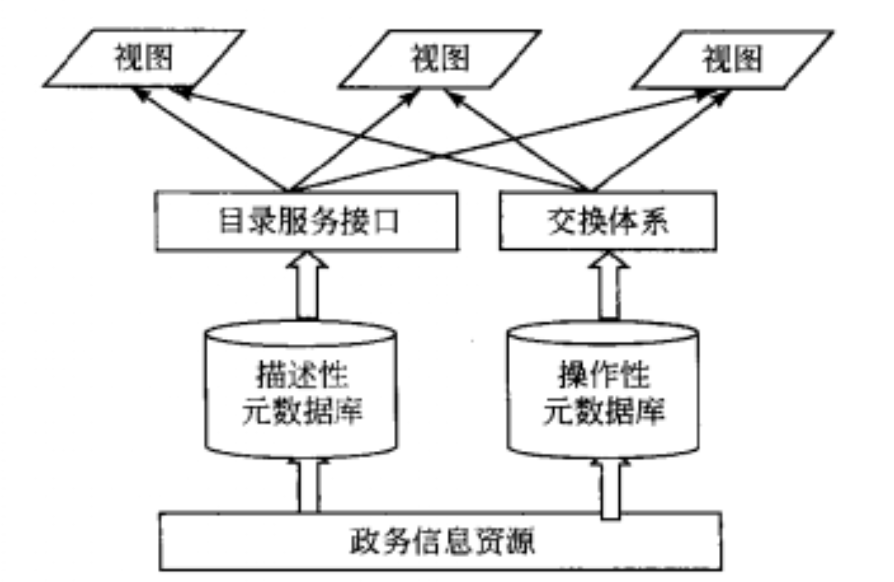 视图
视图
视图
目录服务接口
交换体系
描述性
元数据库
操作性
元数据库
政务信息资源